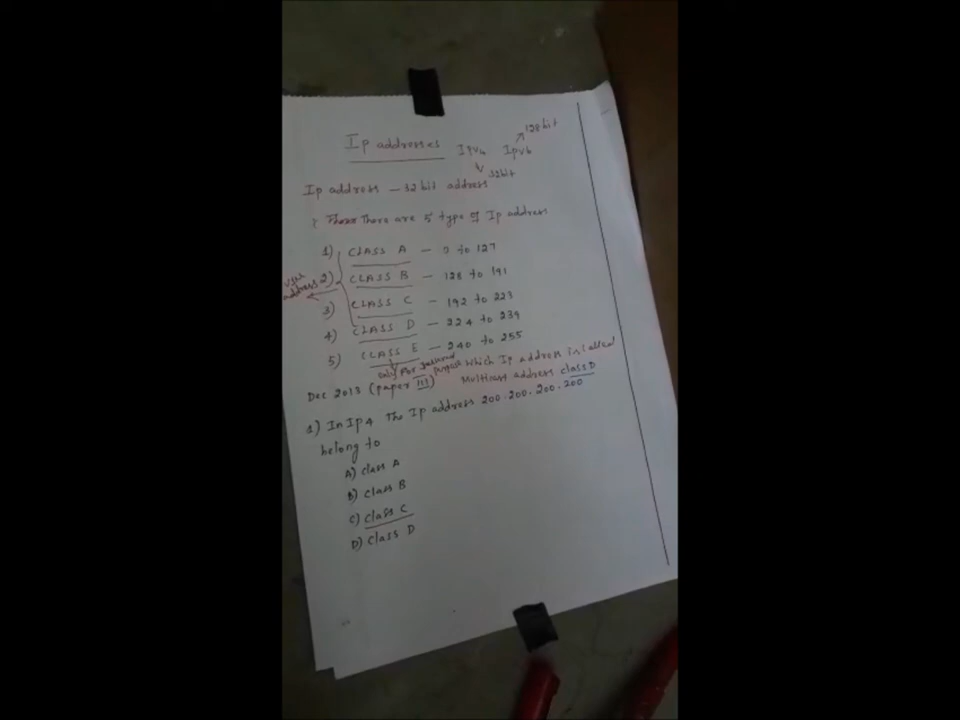 Ip addresses IPv4 Ipv6 128 bit
32 bit
Ip address - 32 bit address
There are 5 type of Ip address
1) CLASS A - 0 to 127
2) CLASS B - 128 to 191
user address
3) CLASS C - 192 to 223
4) CLASS D - 224 to 239
5) CLASS E - 240 to 255
only For purpose which Ip address is called
Dec 2013 (paper III) Multicast address class D
1) In Ip4 The Ip address 200.200.200.200
belong to
A) class A
B) class B
C) class C
D) class D